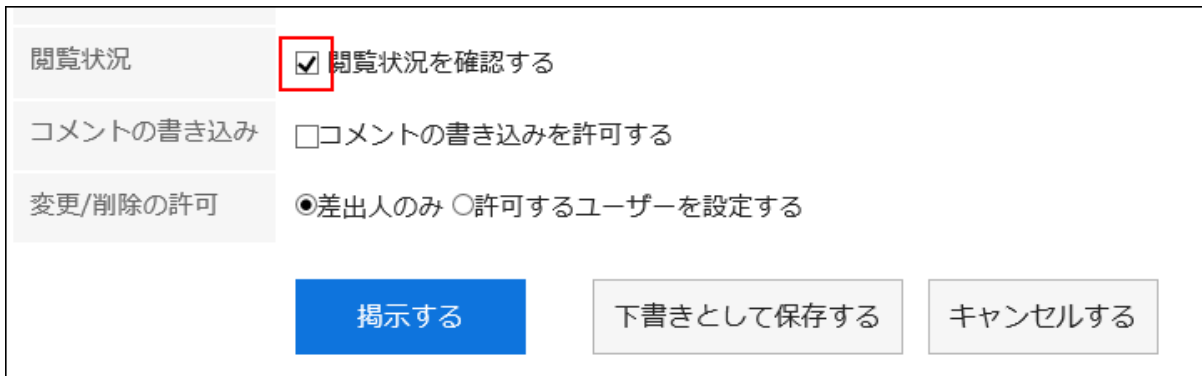 閲覧状況 閲覧状況を確認する
コメントの書き込み コメントの書き込みを許可する
変更/削除の許可 差出人のみ 許可するユーザーを設定する
掲示する 下書きとして保存する キャンセルする